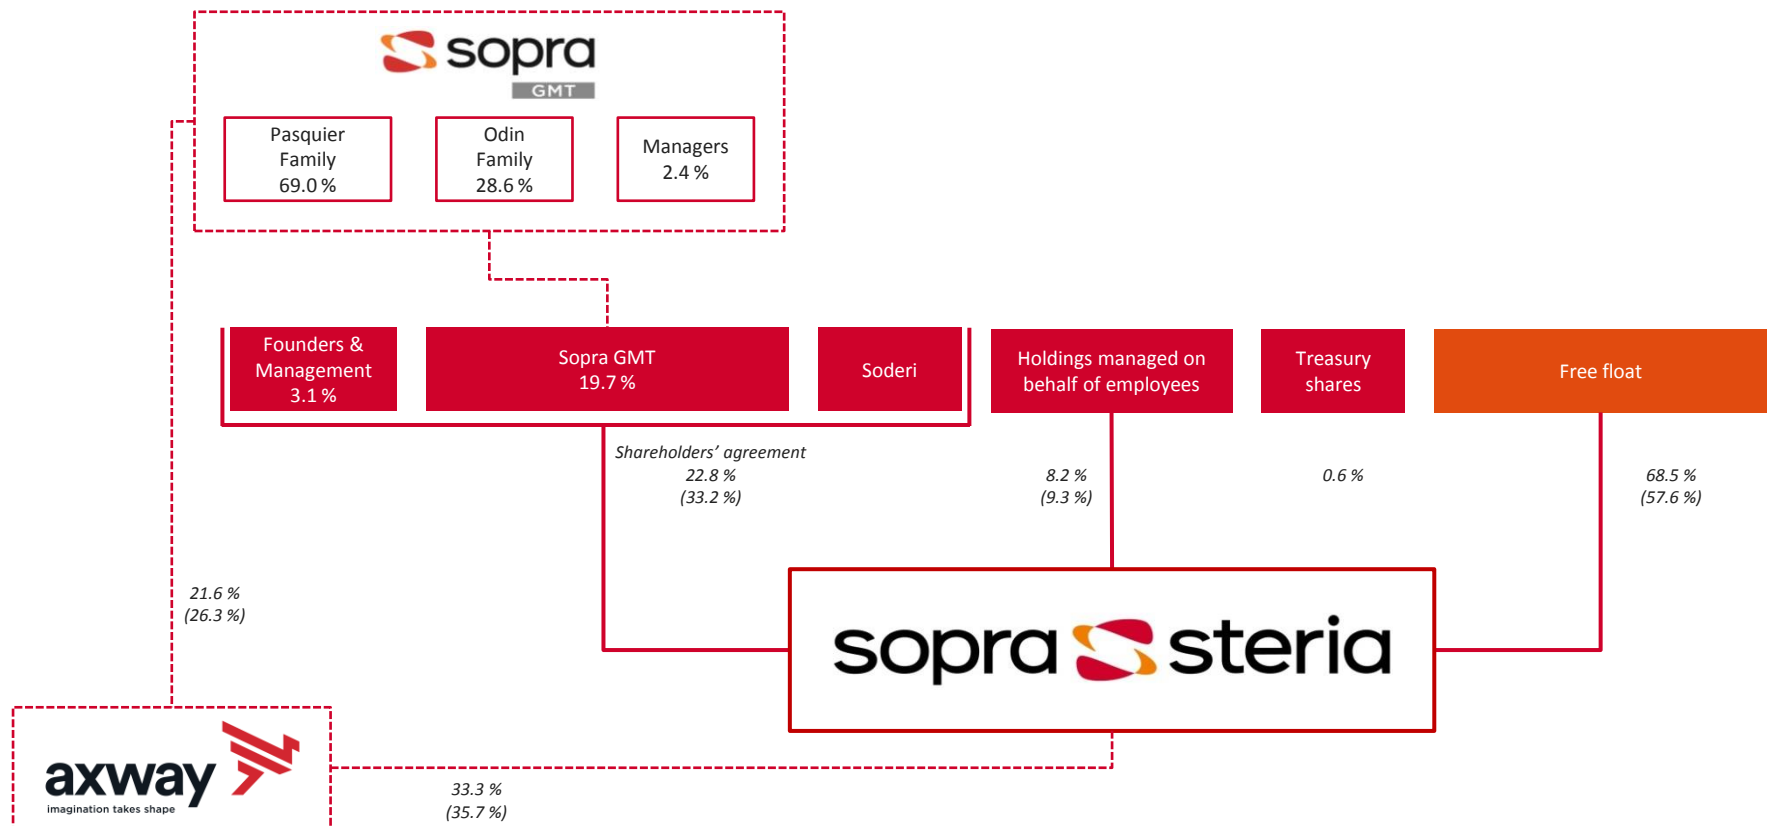 sopra
GMT
Pasquier
Family
69.0 %
Odin
Family
28.6 %
Managers
2.4 %
Founders &
Management
3.1 %
Sopra GMT
19.7 %
Soderi
Holdings managed on
behalf of employees
Treasury
shares
Free float
Shareholders' agreement
22.8 %
(33.2 %)
8.2 %
(9.3 %)
0.6 %
68.5 %
(57.6 %)
21.6 %
(26.3 %)
sopra steria
axway
imagination takes shape
33.3 %
(35.7 %)